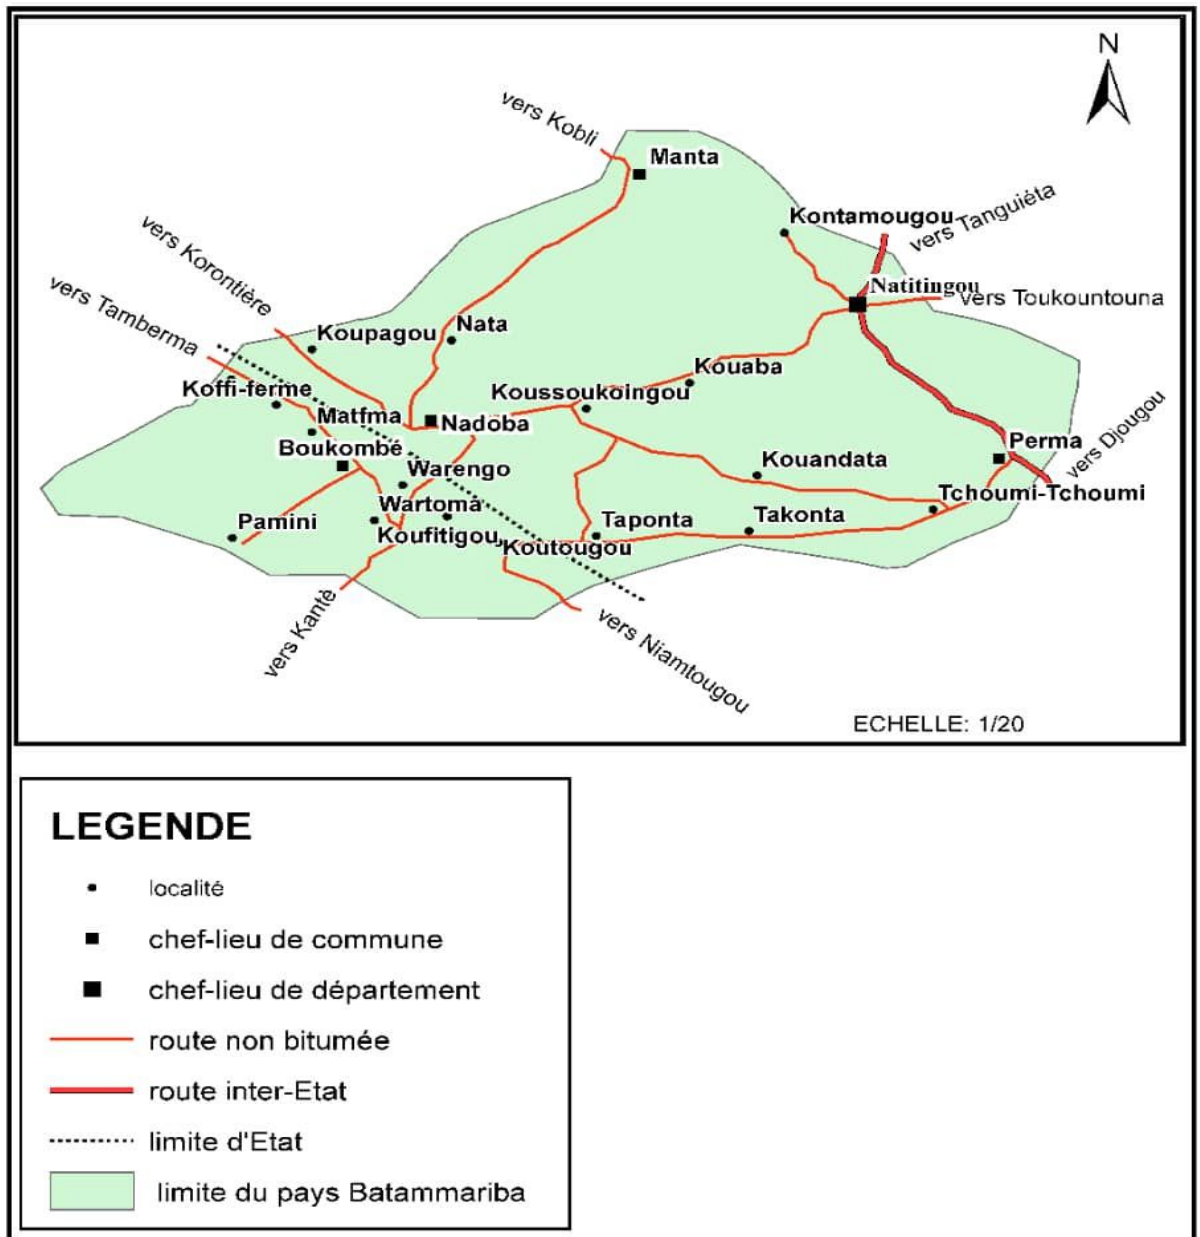 N
vers Kobli
Manta
Kontamougou
vers Tanguiéta
vers Korontière
Natitingou
vers Toukountouna
vers Tamberma
Koupagou
Nata
Kouaba
Koffi-ferme
Koussoukoingou
Matfma
Nadoba
vers Djougou
Perma
Boukombé
Warengo
Kouandata
Tchoumi-Tchoumi
Wartoma
Pamini
Taponta
Takonta
Koufitigou
Koutougou
vers Kantè
vers Niamtougou
ECHELLE: 1/20
LEGENDE
localité
chef-lieu de commune
chef-lieu de département
route non bitumée
route inter-Etat
limite d'Etat
limite du pays Batammariba